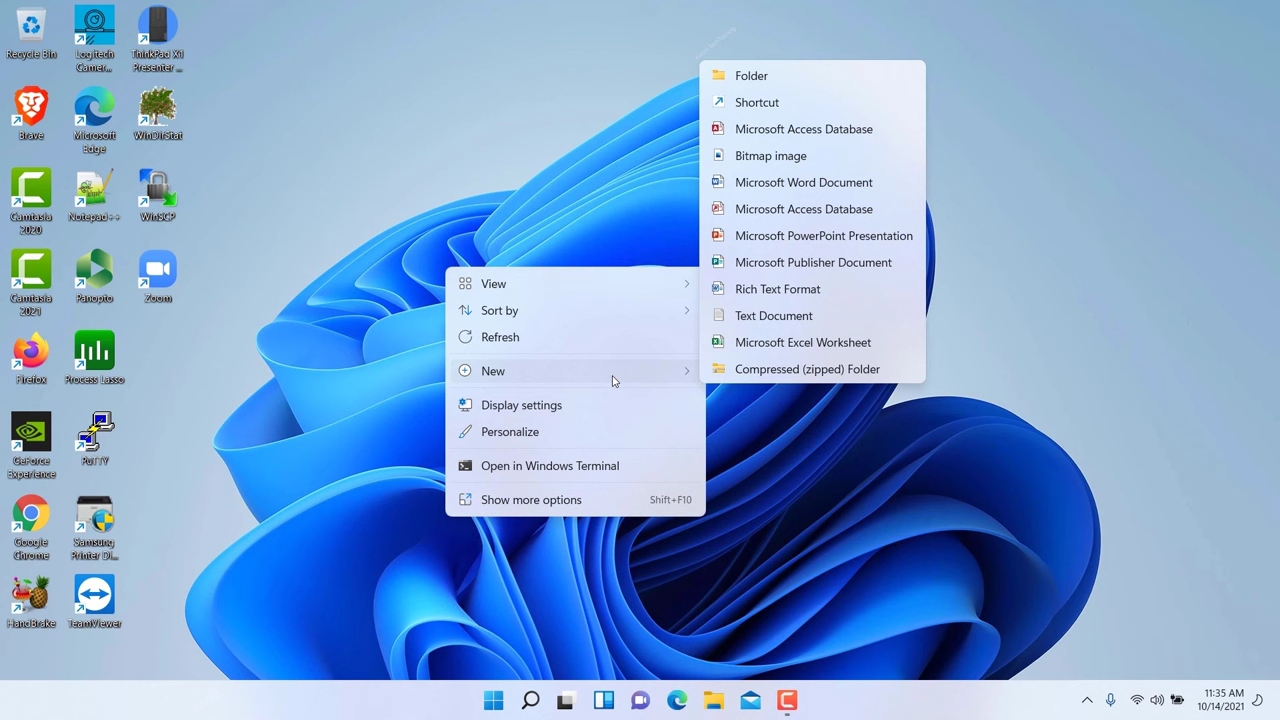 Recycle Bin
Logitech
Camer...
ThinkPad X1
Presenter ...
Brave
Microsoft
Edge
WinDirStat
Camtasia
2020
Notepad++
WinSCP
Camtasia
2021
Panopto
Zoom
Firefox
Process Lasso
GeForce
Experience
PuTTY
Google
Chrome
Samsung
Printer Di...
HandBrake
TeamViewer
View
Sort by
Refresh
New
Display settings
Personalize
Open in Windows Terminal
Show more options Shift+F10
Folder
Shortcut
Microsoft Access Database
Bitmap image
Microsoft Word Document
Microsoft Access Database
Microsoft PowerPoint Presentation
Microsoft Publisher Document
Rich Text Format
Text Document
Microsoft Excel Worksheet
Compressed (zipped) Folder
11:35 AM
10/14/2021